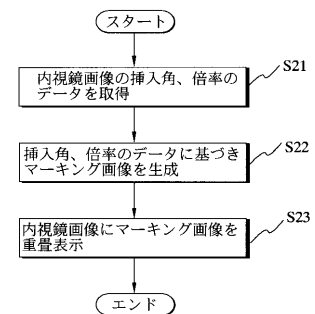 スタート
内視鏡画像の挿入角、倍率の
データを取得
S21
挿入角、倍率のデータに基づき
マーキング画像を生成
S22
内視鏡画像にマーキング画像を
重畳表示
S23
エンド